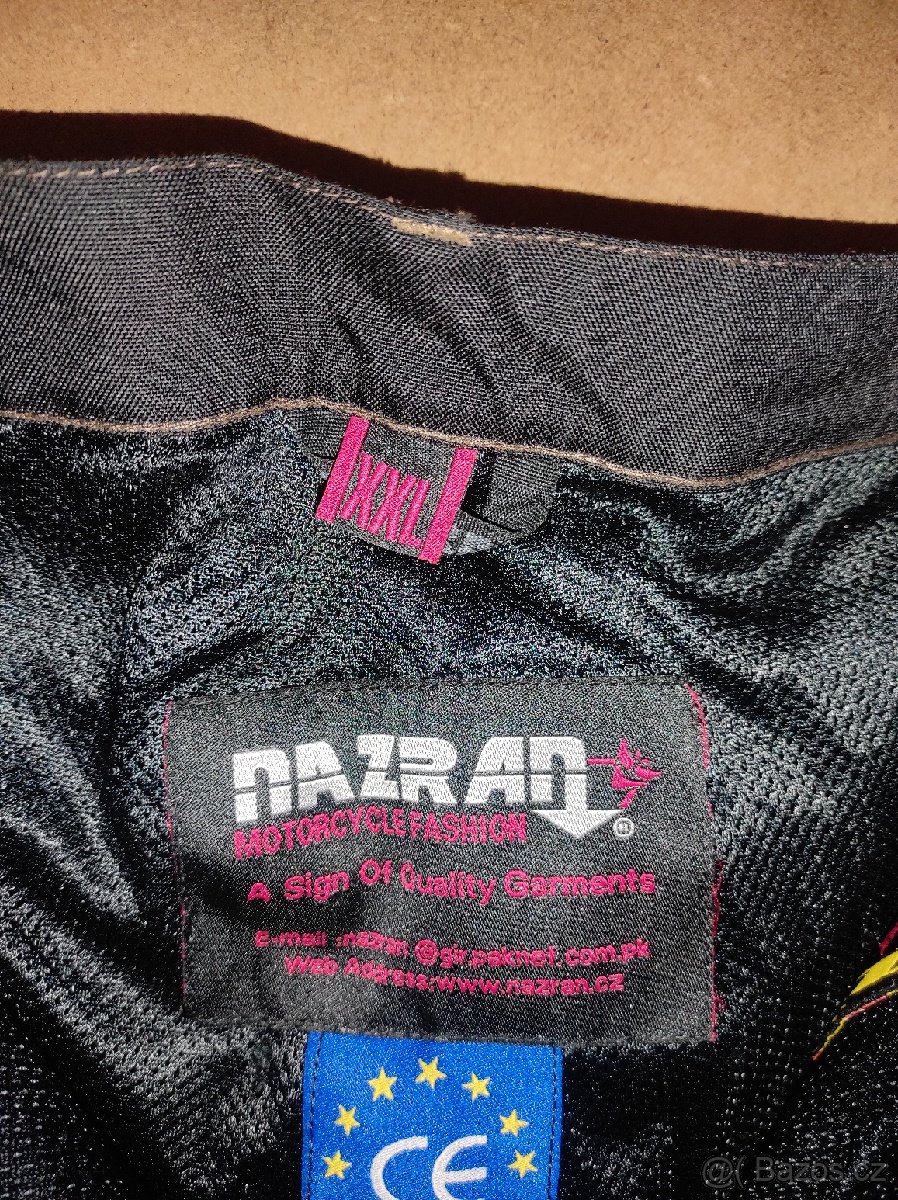 XXL
NAZRAN
MOTORCYCLE FASHION
®
A Sign Of Quality Garments
E-mail :nazran @gjr.paknet.com.pk
Web Address:www.nazran.cz
CE
@( Bazos.cz